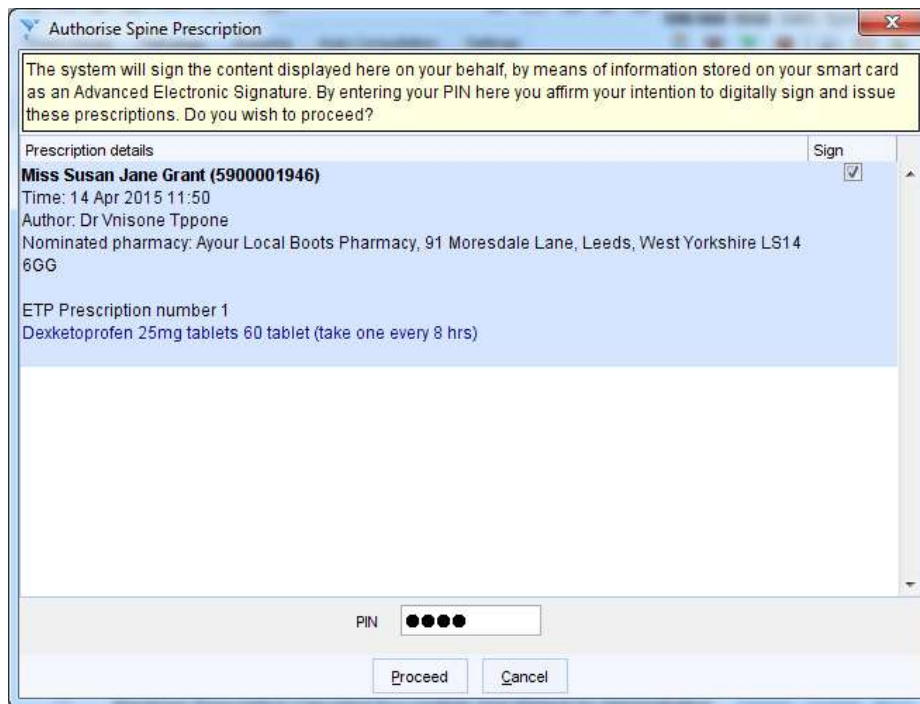 Authorise Spine Prescription
The system will sign the content displayed here on your behalf, by means of information stored on your smart card
as an Advanced Electronic Signature. By entering your PIN here you affirm your intention to digitally sign and issue
these prescriptions. Do you wish to proceed?
Prescription details Sign
Miss Susan Jane Grant (5900001946)
Time: 14 Apr 2015 11:50
Author: Dr Vnisone Tppone
Nominated pharmacy: Ayour Local Boots Pharmacy, 91 Moresdale Lane, Leeds, West Yorkshire LS14
6GG
ETP Prescription number 1
Dexketoprofen 25mg tablets 60 tablet (take one every 8 hrs)
PIN
Proceed Cancel